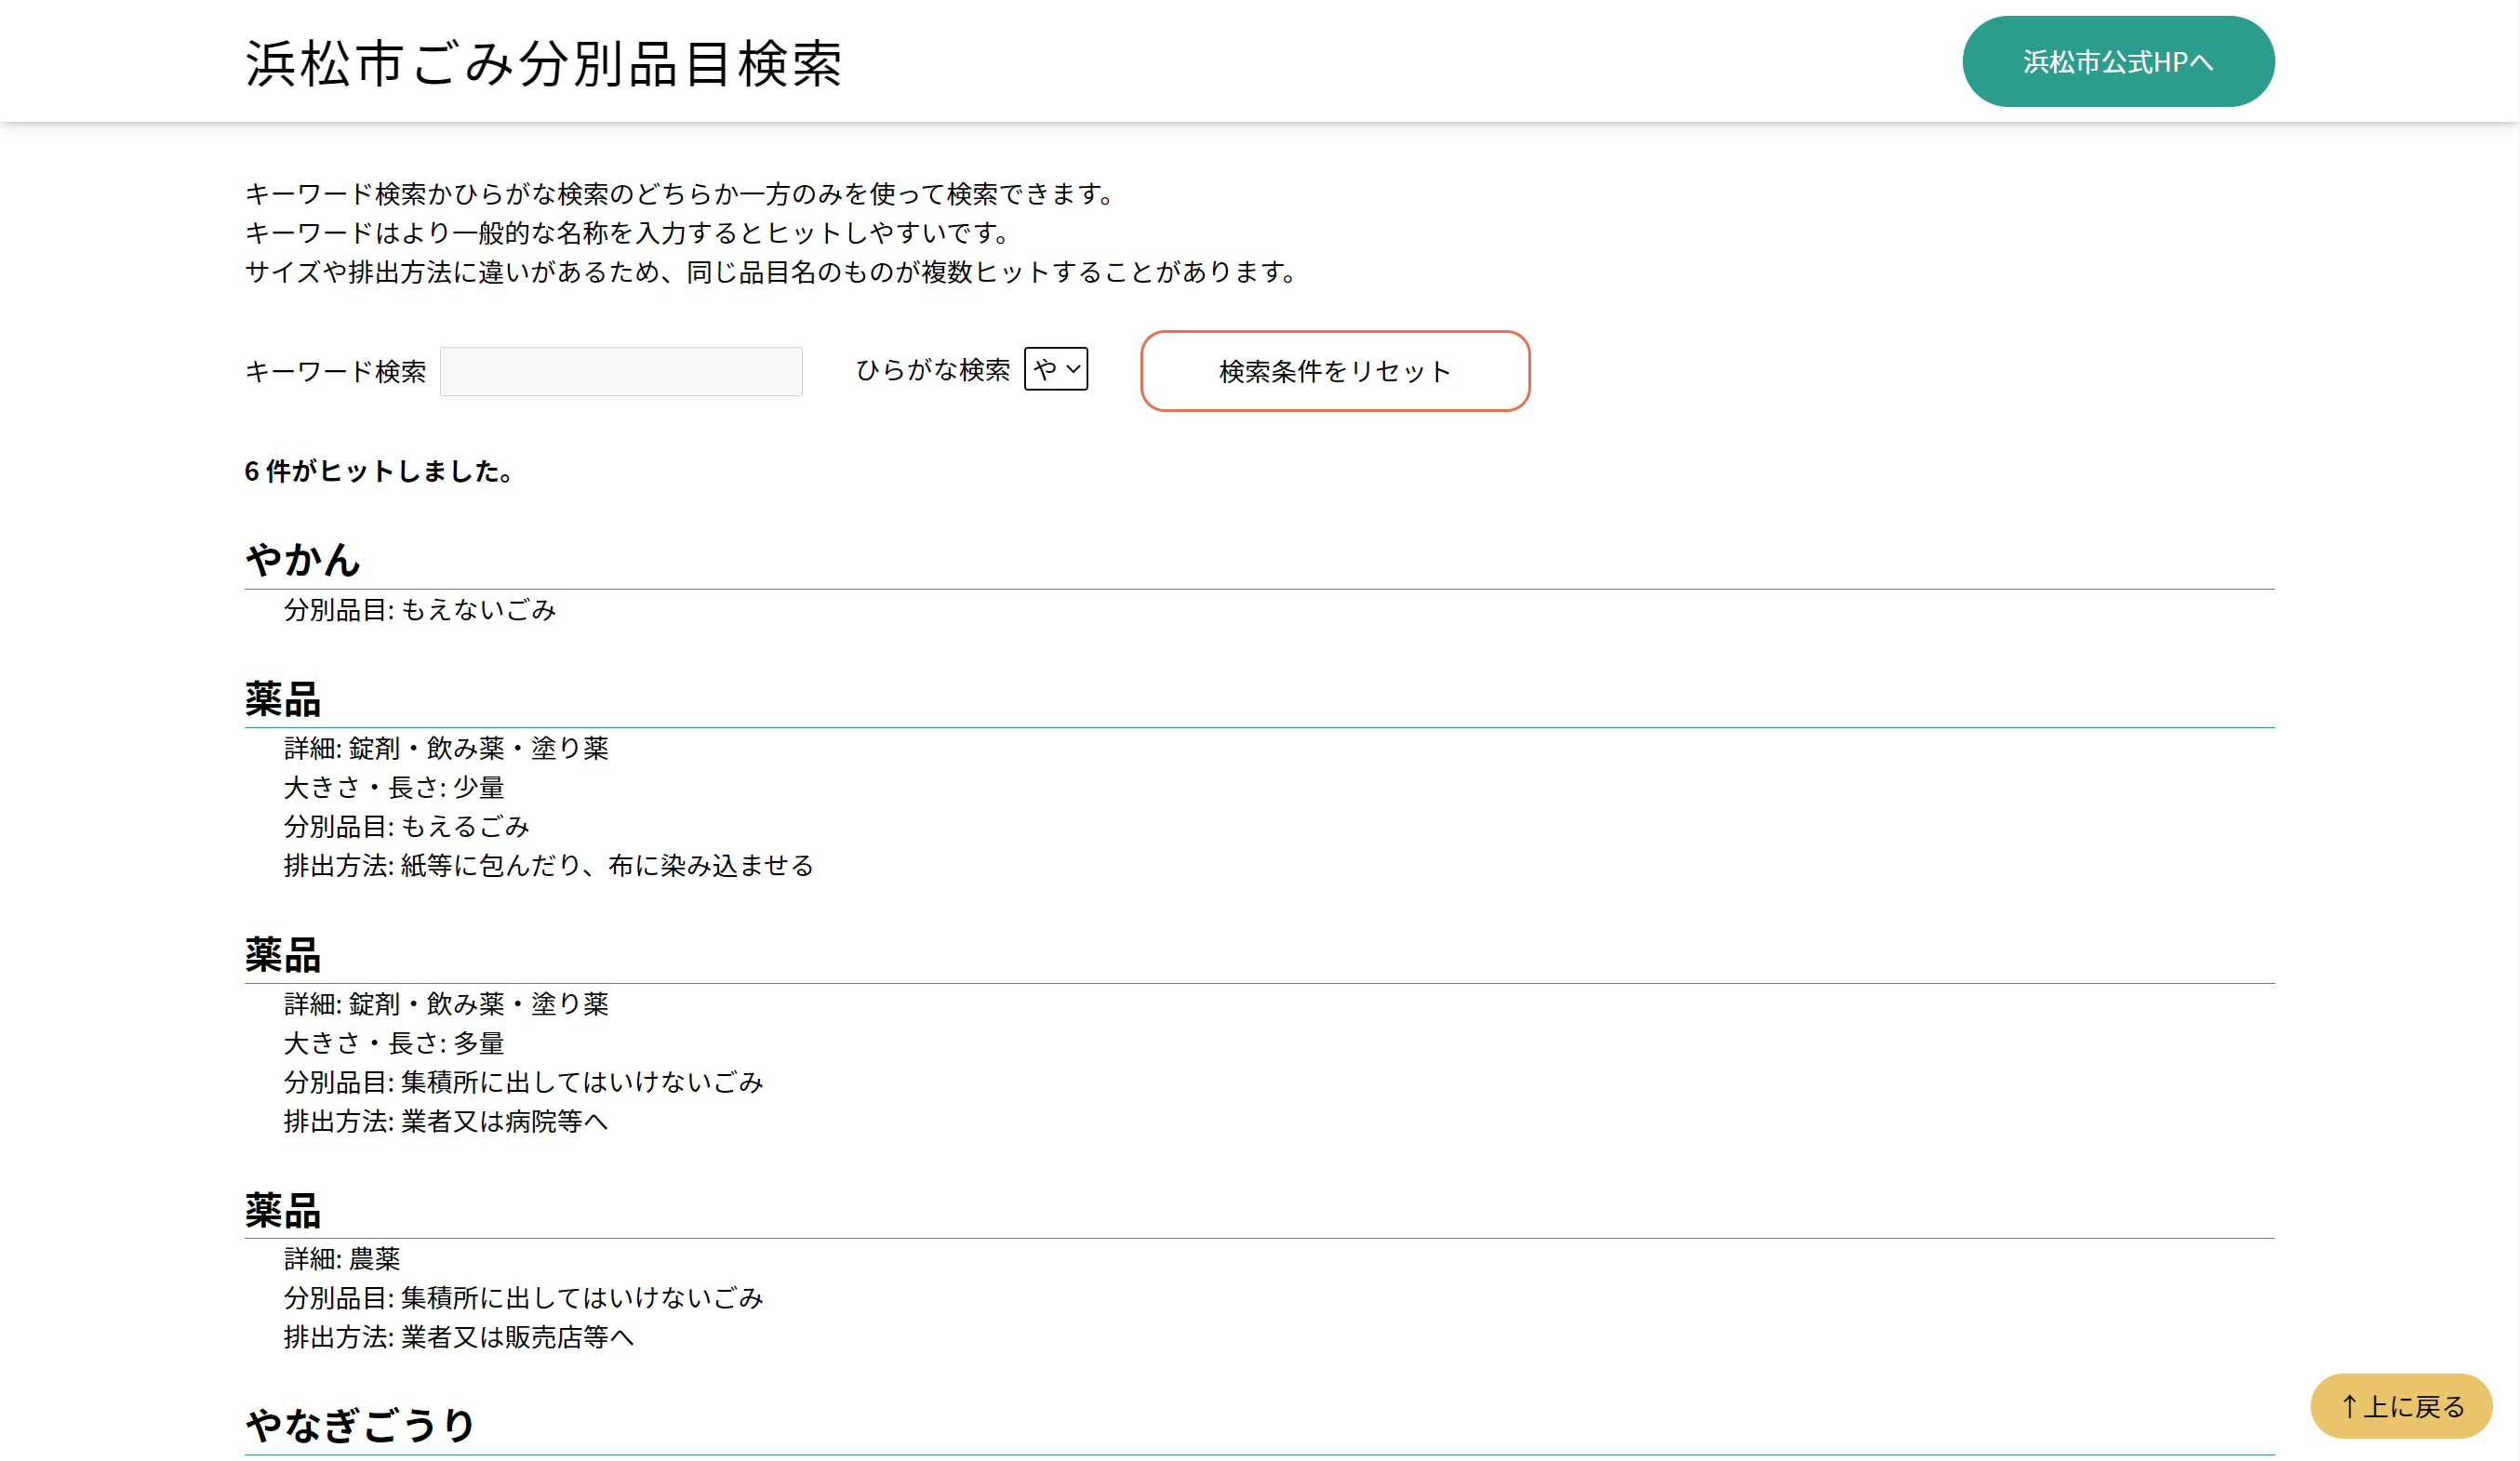 浜松市ごみ分別品目検索
浜松市公式HPへ
キーワード検索かひらがな検索のどちらか一方のみを使って検索できます。
キーワードはより一般的な名称を入力するとヒットしやすいです。
サイズや排出方法に違いがあるため、同じ品目名のものが複数ヒットすることがあります。
キーワード検索 ひらがな検索 や 検索条件をリセット
6 件がヒットしました。
やかん
分別品目: もえないごみ
薬品
詳細: 錠剤・飲み薬・塗り薬
大きさ・長さ: 少量
分別品目: もえるごみ
排出方法: 紙等に包んだり、布に染み込ませる
薬品
詳細: 錠剤・飲み薬・塗り薬
大きさ・長さ: 多量
分別品目: 集積所に出してはいけないごみ
排出方法: 業者又は病院等へ
薬品
詳細: 農薬
分別品目: 集積所に出してはいけないごみ
排出方法: 業者又は販売店等へ
やなぎごうり
↑上に戻る